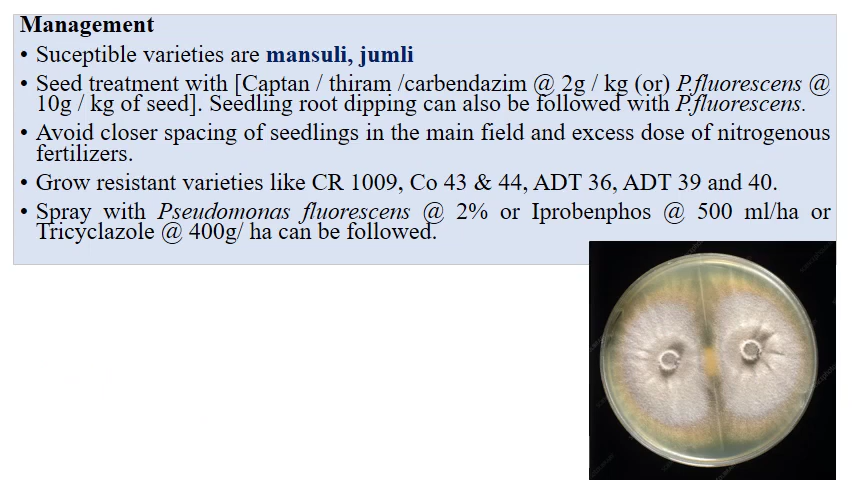 Management
• Suceptible varieties are mansuli, jumli
• Seed treatment with [Captan / thiram /carbendazim @ 2g / kg (or) P.fluorescens @
10g / kg of seed]. Seedling root dipping can also be followed with P.fluorescens.
• Avoid closer spacing of seedlings in the main field and excess dose of nitrogenous
fertilizers.
• Grow resistant varieties like CR 1009, Co 43 & 44, ADT 36, ADT 39 and 40.
• Spray with Pseudomonas fluorescens @ 2% or Iprobenphos @ 500 ml/ha or
Tricyclazole @ 400g/ ha can be followed.